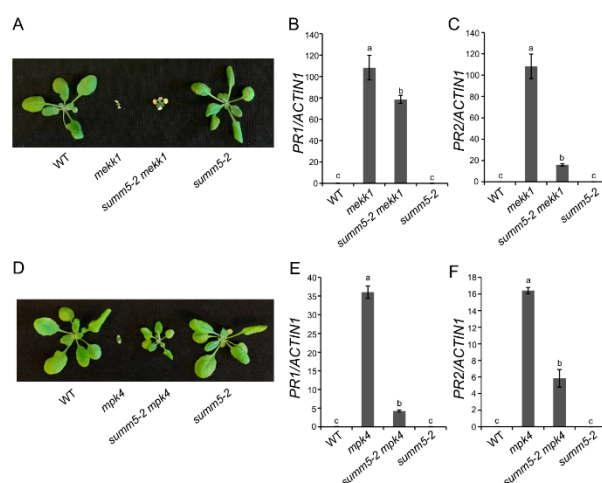 A
WT
mekk1
summ5-2 mekk1
summ5-2
B
PR1/ACTIN1
140
120
100
80
60
40
20
0
c
a
b
c
WT
mekk1
summ5-2 mekk1
summ5-2
C
PR2/ACTIN1
140
120
100
80
60
40
20
0
c
a
b
c
WT
mekk1
summ5-2 mekk1
summ5-2
D
WT
mpk4
summ5-2 mpk4
summ5-2
E
PR1/ACTIN1
40
35
30
25
20
15
10
5
0
c
a
b
c
WT
mpk4
summ5-2 mpk4
summ5-2
F
PR2/ACTIN1
18
16
14
12
10
8
6
4
2
0
c
a
b
c
WT
mpk4
summ5-2 mpk4
summ5-2